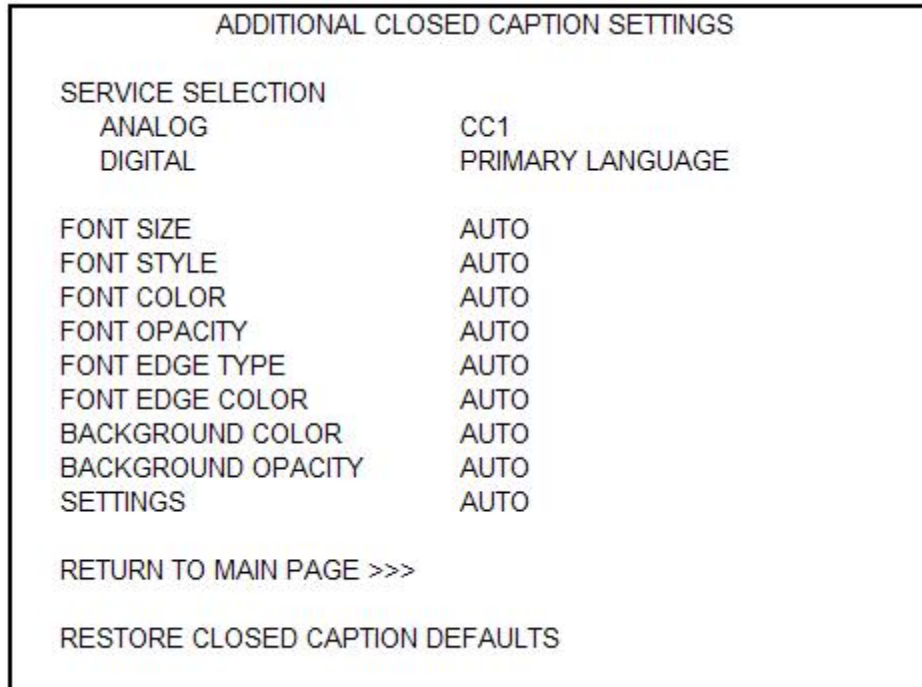 ADDITIONAL CLOSED CAPTION SETTINGS
SERVICE SELECTION
ANALOG CC1
DIGITAL PRIMARY LANGUAGE
FONT SIZE AUTO
FONT STYLE AUTO
FONT COLOR AUTO
FONT OPACITY AUTO
FONT EDGE TYPE AUTO
FONT EDGE COLOR AUTO
BACKGROUND COLOR AUTO
BACKGROUND OPACITY AUTO
SETTINGS AUTO
RETURN TO MAIN PAGE >>>
RESTORE CLOSED CAPTION DEFAULTS